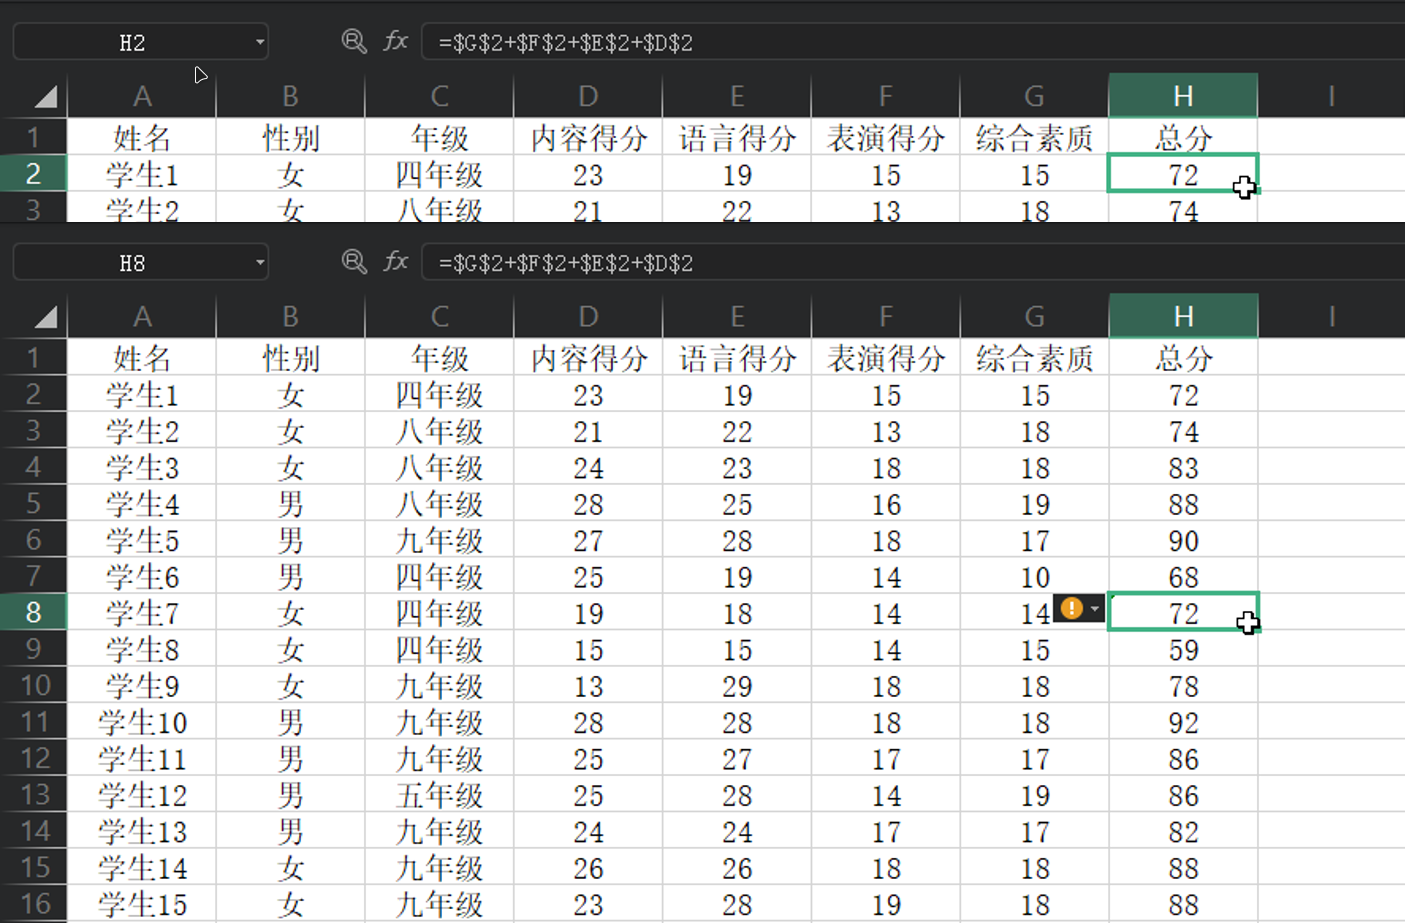 H2 fx =$G$2+$F$2+$E$2+$D$2
A B C D E F G H I
1 姓名 性别 年级 内容得分 语言得分 表演得分 综合素质 总分
2 学生1 女 四年级 23 19 15 15 72
3 学生2 女 八年级 21 22 13 18 74
H8 fx =$G$2+$F$2+$E$2+$D$2
A B C D E F G H I
1 姓名 性别 年级 内容得分 语言得分 表演得分 综合素质 总分
2 学生1 女 四年级 23 19 15 15 72
3 学生2 女 八年级 21 22 13 18 74
4 学生3 女 八年级 24 23 18 18 83
5 学生4 男 八年级 28 25 16 19 88
6 学生5 男 九年级 27 28 18 17 90
7 学生6 男 四年级 25 19 14 10 68
8 学生7 女 四年级 19 18 14 14 72
9 学生8 女 四年级 15 15 14 15 59
10 学生9 女 九年级 13 29 18 18 78
11 学生10 男 九年级 28 28 18 18 92
12 学生11 男 九年级 25 27 17 17 86
13 学生12 男 五年级 25 28 14 19 86
14 学生13 男 九年级 24 24 17 17 82
15 学生14 女 九年级 26 26 18 18 88
16 学生15 女 九年级 23 28 19 18 88